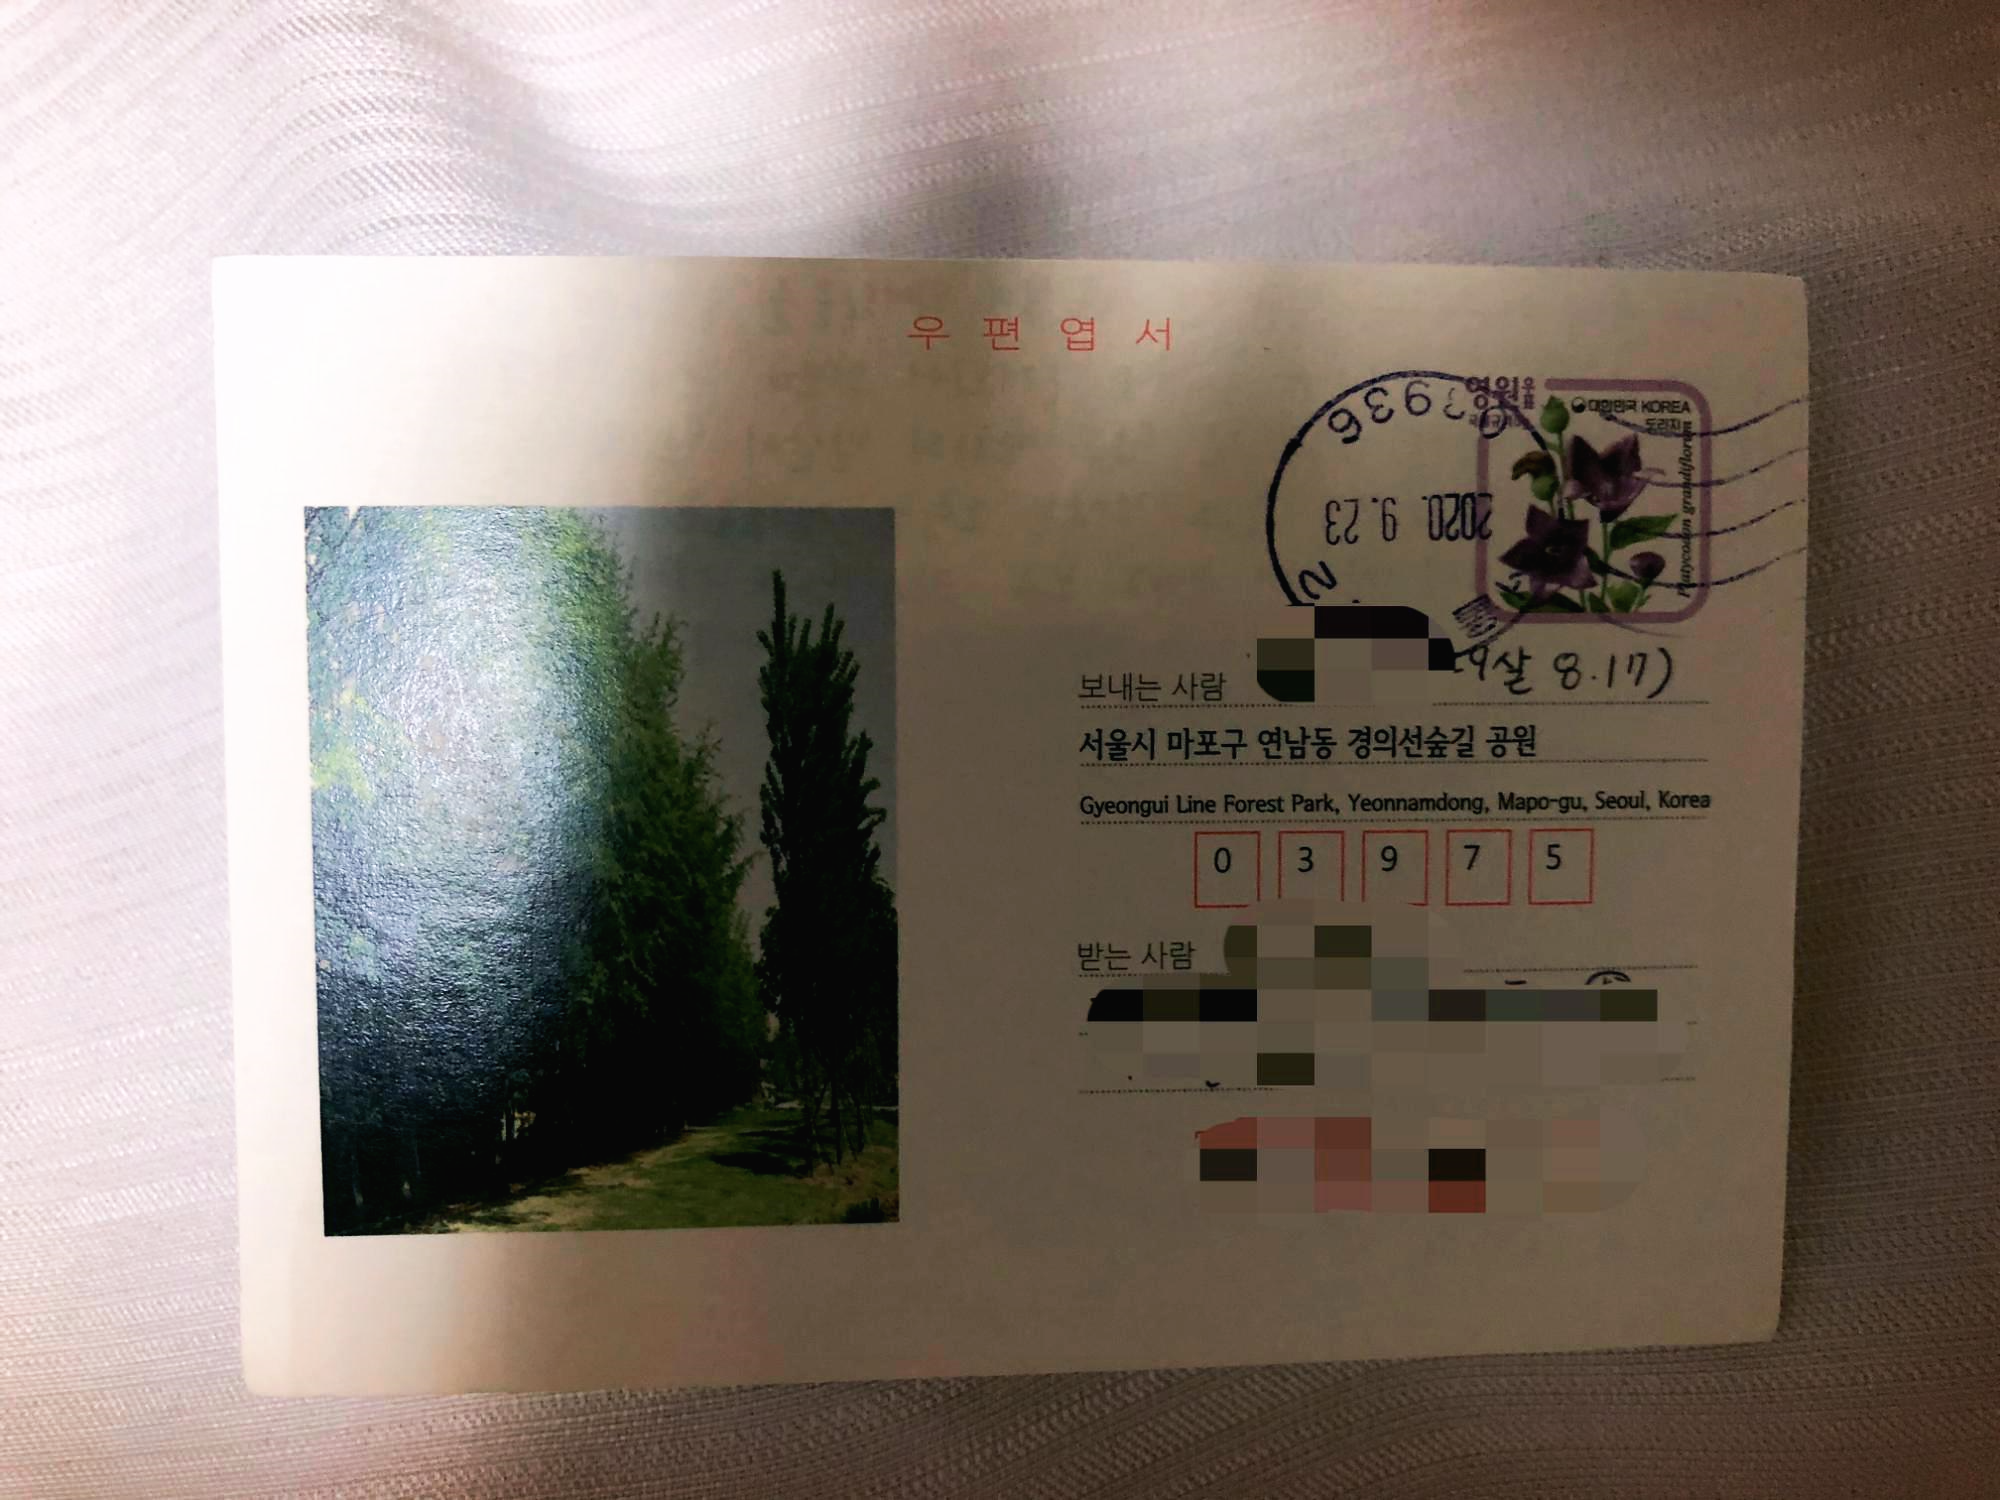 우편엽서
영원우표
대한민국 KOREA
도라지
Platycodon grandiflorum
2020. 9. 23
보내는 사람
9살 8.17)
서울시 마포구 연남동 경의선숲길 공원
Gyeongui Line Forest Park, Yeonnamdong, Mapo-gu, Seoul, Korea
0 3 9 7 5
받는 사람